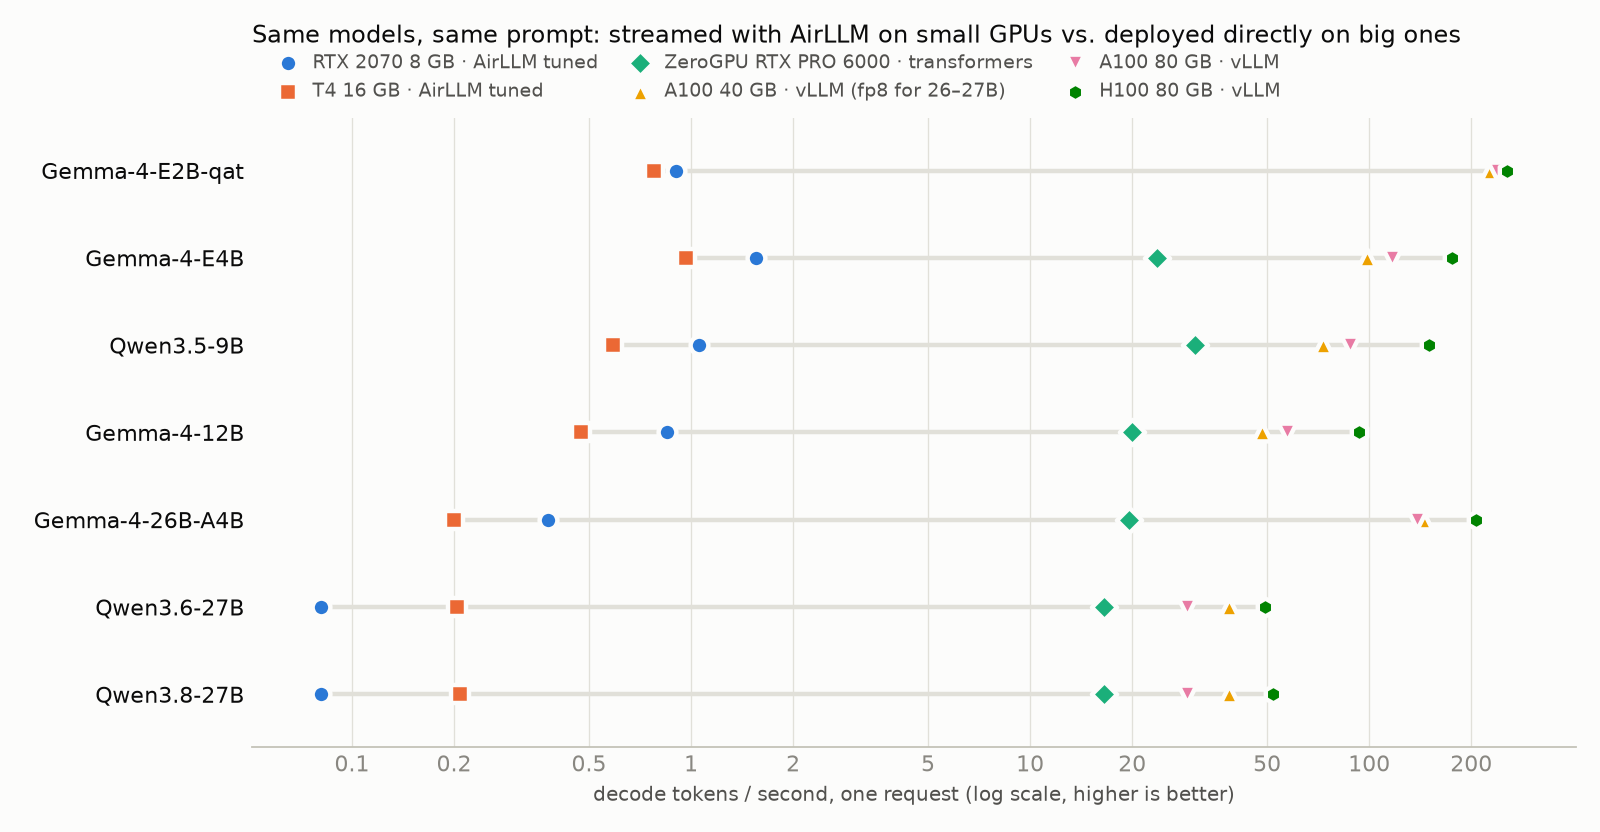 Same models, same prompt: streamed with AirLLM on small GPUs vs. deployed directly on big ones
RTX 2070 8 GB · AirLLM tuned
ZeroGPU RTX PRO 6000 · transformers
A100 80 GB · vLLM
T4 16 GB · AirLLM tuned
A100 40 GB · vLLM (fp8 for 26–27B)
H100 80 GB · vLLM
Gemma-4-E2B-qat
Gemma-4-E4B
Qwen3.5-9B
Gemma-4-12B
Gemma-4-26B-A4B
Qwen3.6-27B
Qwen3.8-27B
0.1 0.2 0.5 1 2 5 10 20 50 100 200
decode tokens / second, one request (log scale, higher is better)